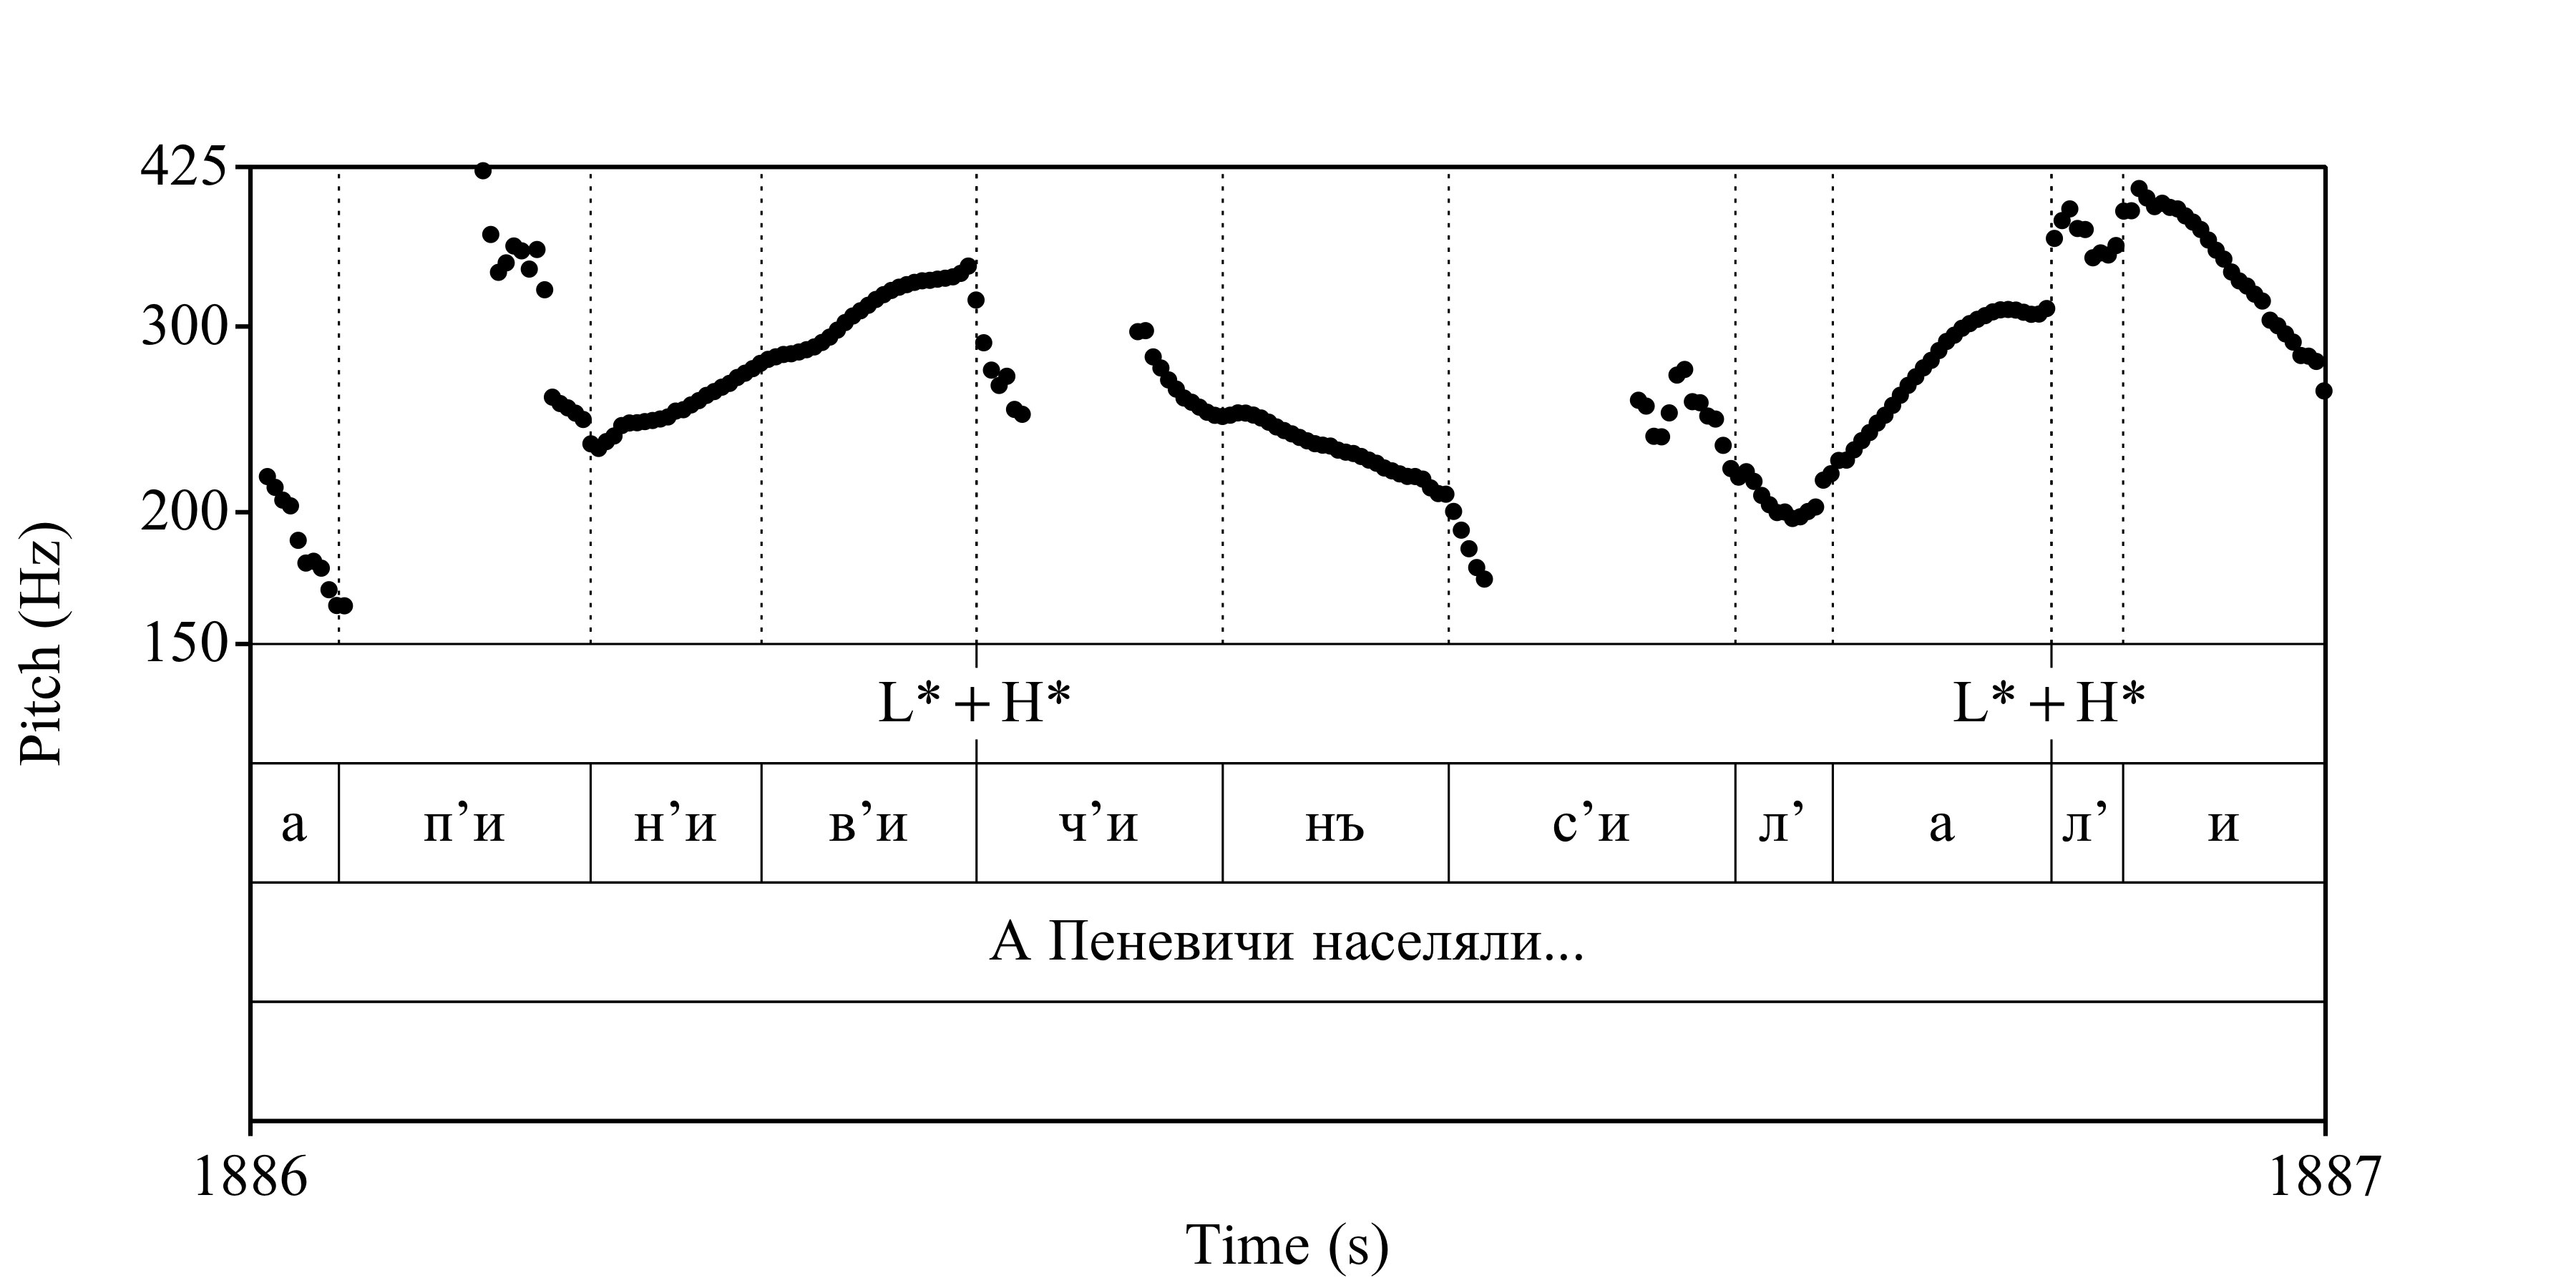 425
300
200
150
Pitch (Hz)
L*+H* L*+H*
а п’и н’и в’и ч’и нъ с’и л’ а л’ и
А Пеневичи населяли...
1886 1887
Time (s)